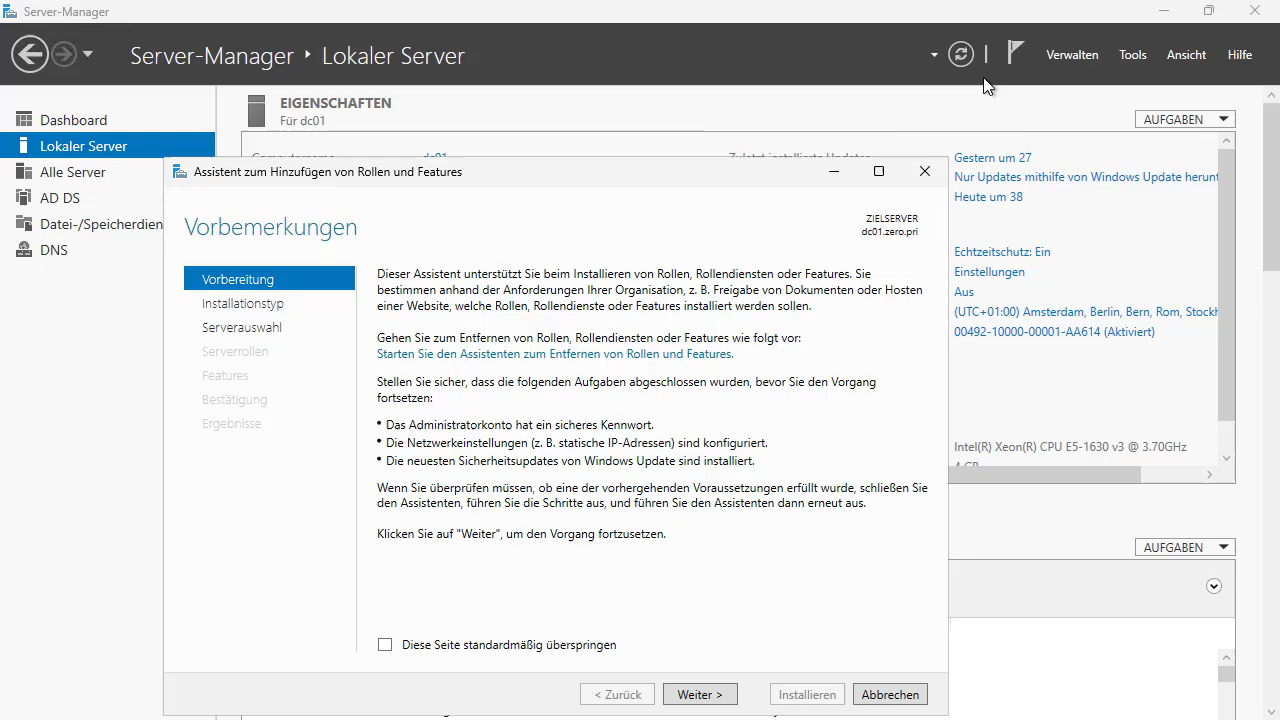 Server-Manager
Server-Manager ‣ Lokaler Server
Verwalten Tools Ansicht Hilfe
Dashboard
Lokaler Server
Alle Server
AD DS
Datei-/Speicherdien
DNS
EIGENSCHAFTEN
Für dc01
AUFGABEN
Gestern um 27
Nur Updates mithilfe von Windows Update herunt
Heute um 38
Echtzeitschutz: Ein
Einstellungen
Aus
(UTC+01:00) Amsterdam, Berlin, Bern, Rom, Stockh
00492-10000-00001-AA614 (Aktiviert)
Intel(R) Xeon(R) CPU E5-1630 v3 @ 3.70GHz
AUFGABEN
Assistent zum Hinzufügen von Rollen und Features
Vorbemerkungen
ZIELSERVER
dc01.zero.pri
Vorbereitung
Installationstyp
Serverauswahl
Serverrollen
Features
Bestätigung
Ergebnisse
Dieser Assistent unterstützt Sie beim Installieren von Rollen, Rollendiensten oder Features. Sie
bestimmen anhand der Anforderungen Ihrer Organisation, z. B. Freigabe von Dokumenten oder Hosten
einer Website, welche Rollen, Rollendienste oder Features installiert werden sollen.
Gehen Sie zum Entfernen von Rollen, Rollendiensten oder Features wie folgt vor:
Starten Sie den Assistenten zum Entfernen von Rollen und Features.
Stellen Sie sicher, dass die folgenden Aufgaben abgeschlossen wurden, bevor Sie den Vorgang
fortsetzen:
• Das Administratorkonto hat ein sicheres Kennwort.
• Die Netzwerkeinstellungen (z. B. statische IP-Adressen) sind konfiguriert.
• Die neuesten Sicherheitsupdates von Windows Update sind installiert.
Wenn Sie überprüfen müssen, ob eine der vorhergehenden Voraussetzungen erfüllt wurde, schließen Sie
den Assistenten, führen Sie die Schritte aus, und führen Sie den Assistenten dann erneut aus.
Klicken Sie auf "Weiter", um den Vorgang fortzusetzen.
Diese Seite standardmäßig überspringen
< Zurück
Weiter >
Installieren
Abbrechen